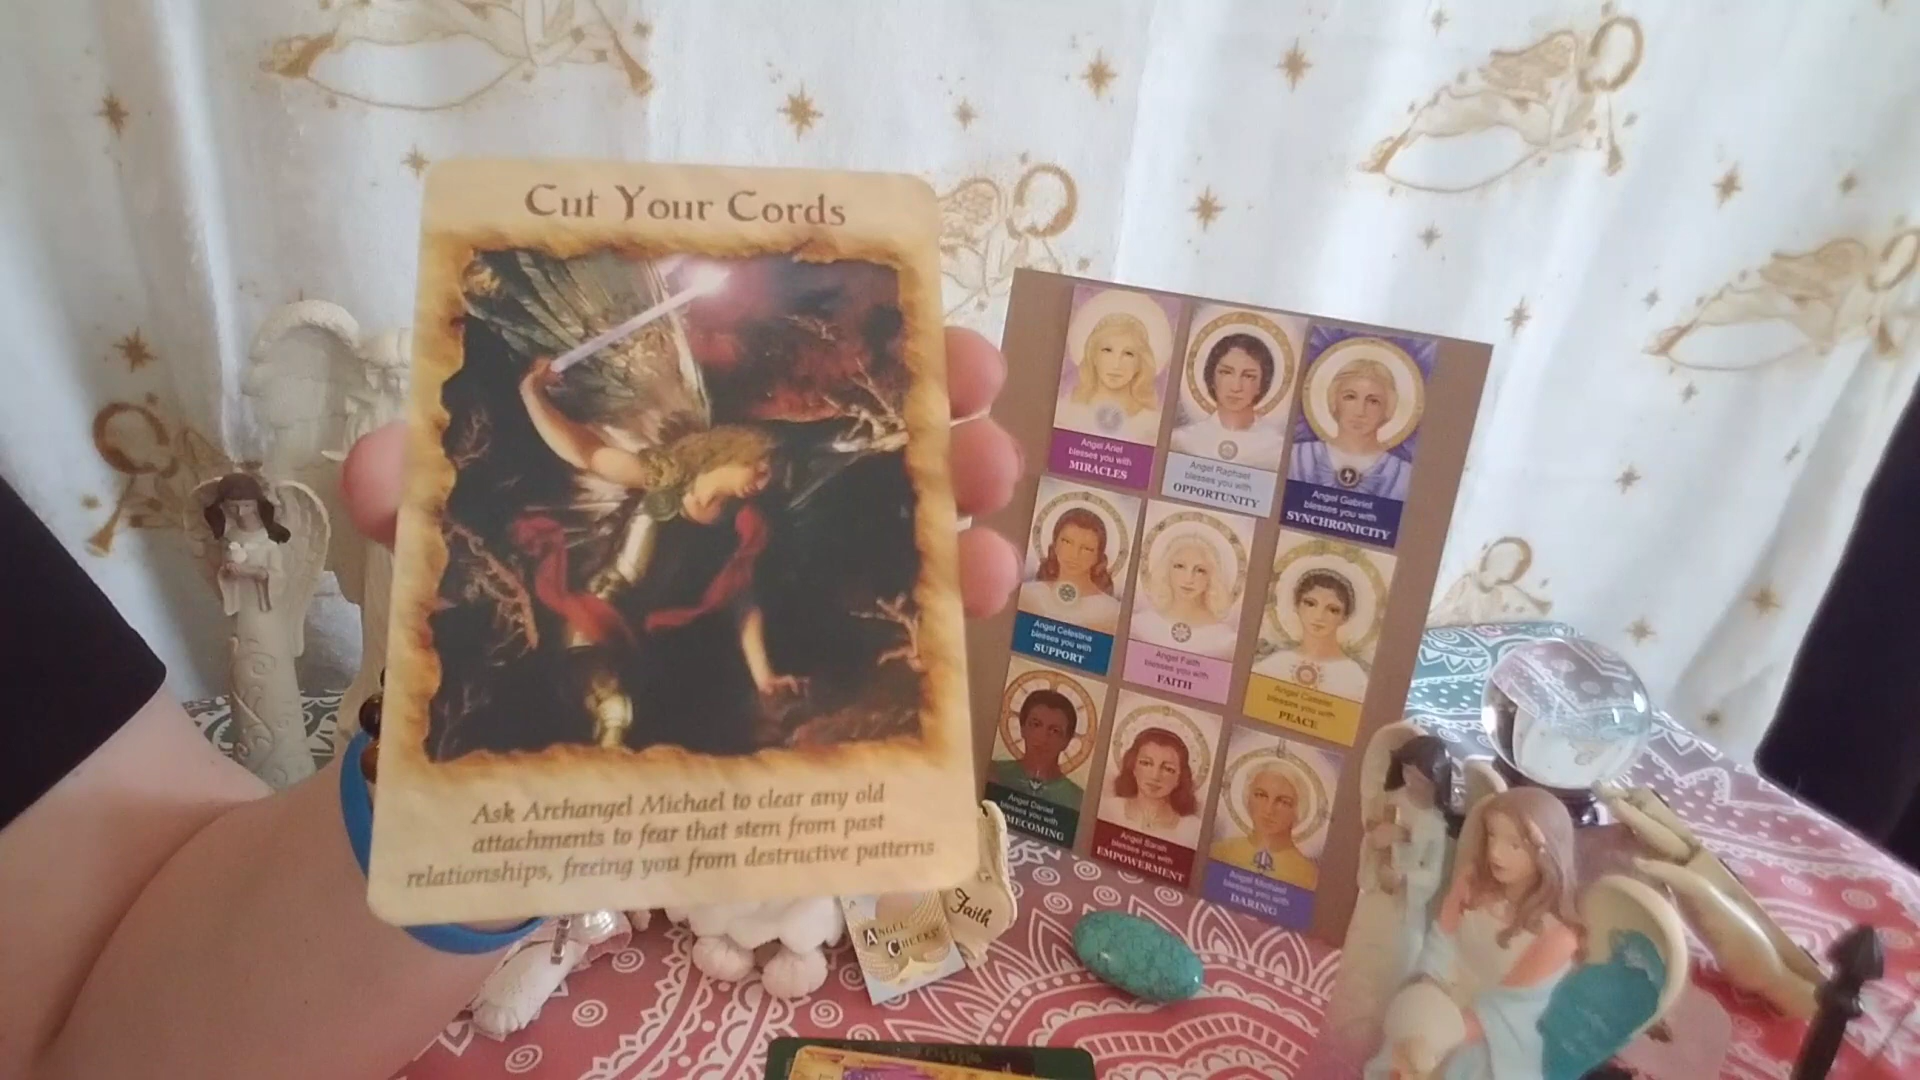 Cut Your Cords
Ask Archangel Michael to clear any old
attachments to fear that stem from past
relationships, freeing you from destructive patterns
Angel Ariel
blesses you with
MIRACLES
Angel Raphael
blesses you with
OPPORTUNITY
Angel Gabriel
blesses you with
SYNCHRONICITY
Angel Celestina
blesses you with
SUPPORT
Angel Faith
blesses you with
FAITH
Angel
blesses you with
PEACE
Angel Daniel
blesses you with
MECOMING
Angel Sarah
blesses you with
EMPOWERMENT
Angel Michael
blesses you with
DARING
Faith
ANGEL
CHEEKS